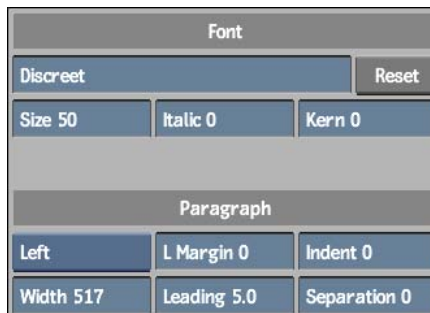 Font
Discreet Reset
Size 50 Italic 0 Kern 0
Paragraph
Left L Margin 0 Indent 0
Width 517 Leading 5.0 Separation 0